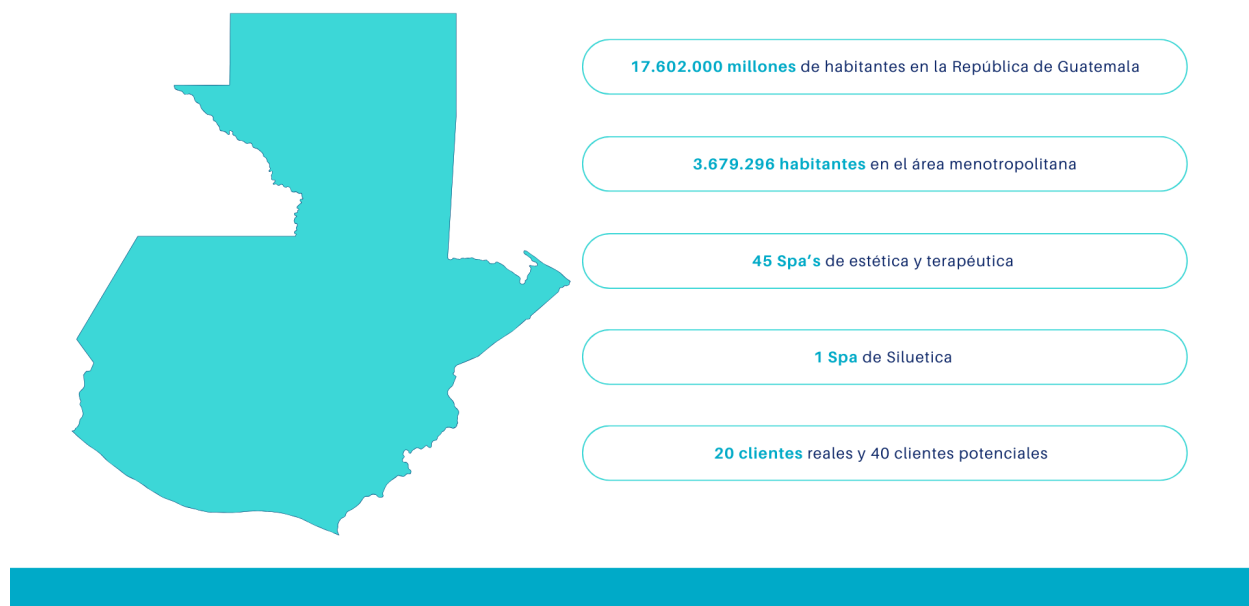 17.602.000 millones de habitantes en la República de Guatemala
3.679.296 habitantes en el área menotropolitana
45 Spa’s de estética y terapéutica
1 Spa de Siluetica
20 clientes reales y 40 clientes potenciales